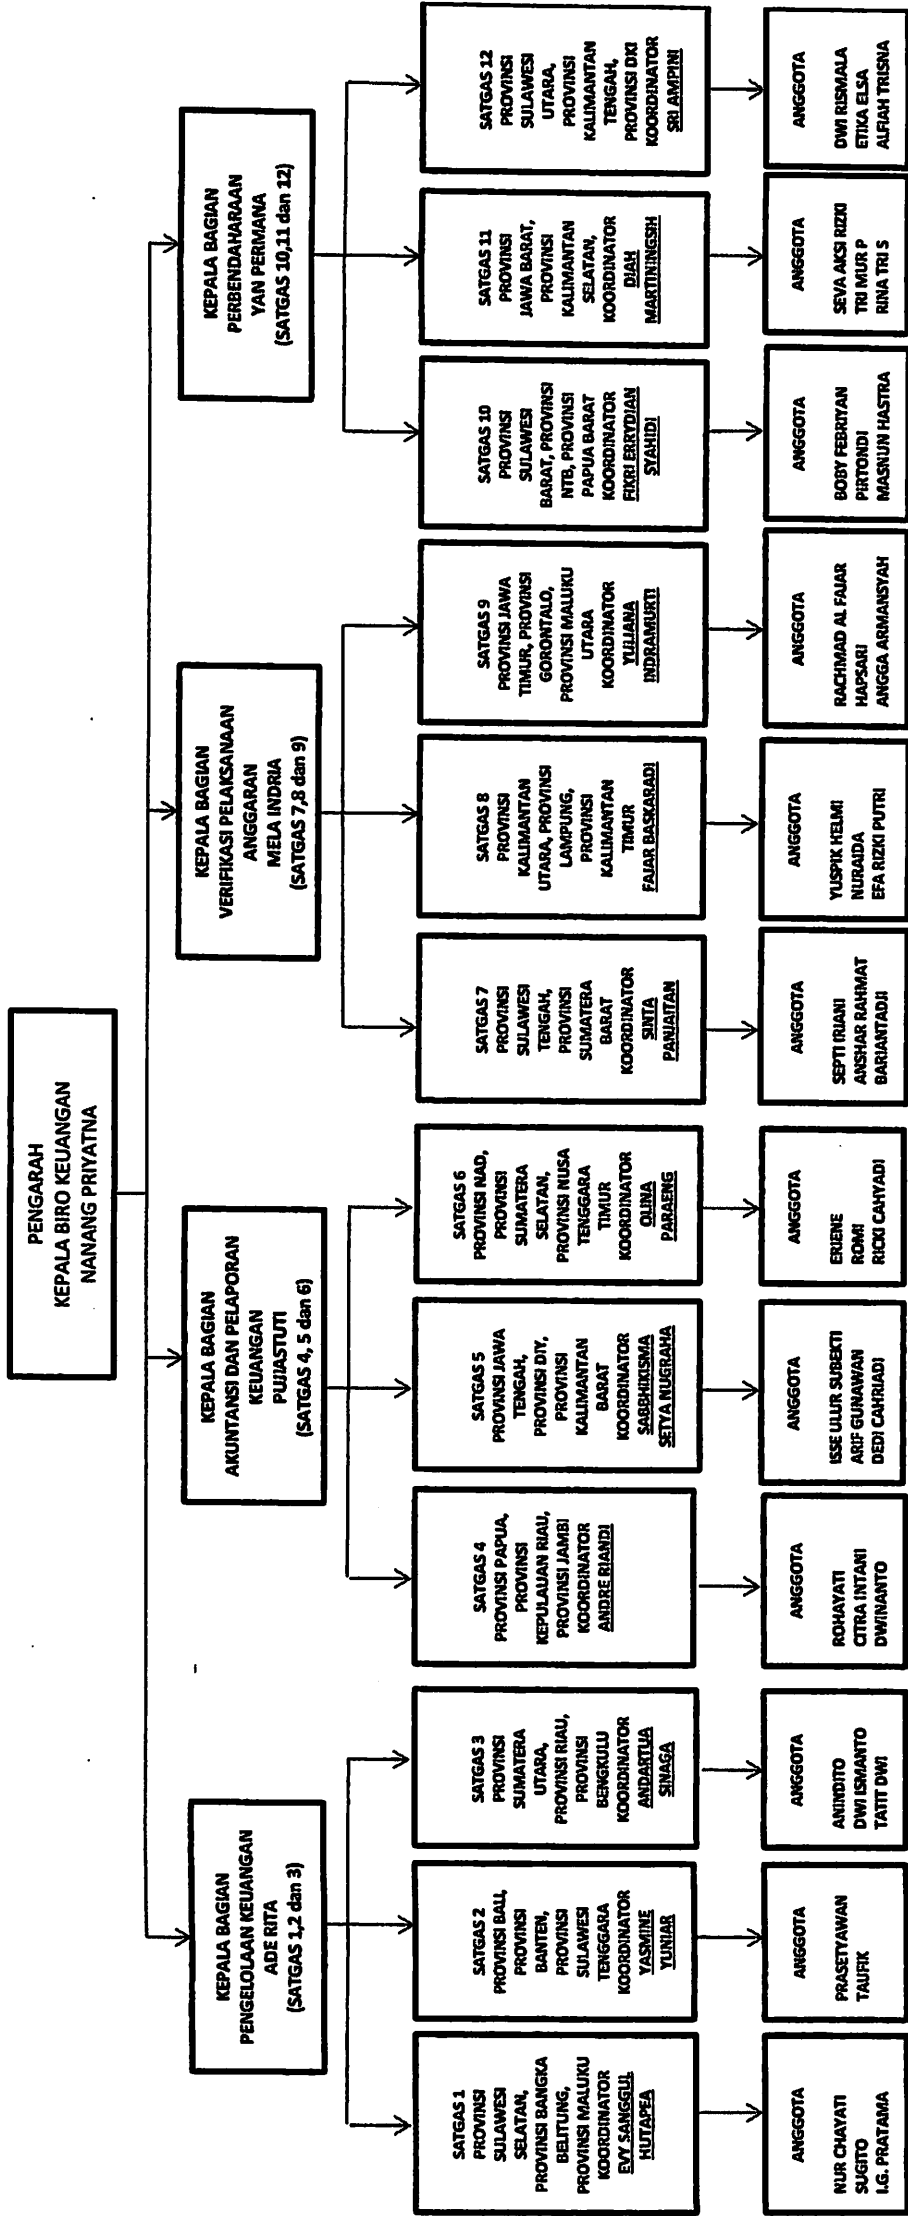 PENGARAH
KEPALA BIRO KEUANGAN
NANANG PRIYATNA
KEPALA BAGIAN
PENGELOLAAN KEUANGAN
ADE RITA
(SATGAS 1,2 dan 3)
KEPALA BAGIAN
AKUNTANSI DAN PELAPORAN
KEUANGAN
PUJIASTUTI
(SATGAS 4, 5 dan 6)
KEPALA BAGIAN
VERIFIKASI PELAKSANAAN
ANGGARAN
MELA INDRIA
(SATGAS 7,8 dan 9)
KEPALA BAGIAN
PERBENDAHARAAN
YAN PERMANA
(SATGAS 10,11 dan 12)
SATGAS 1
PROVINSI
SULAWESI
SELATAN,
PROVINSI BANGKA
BELITUNG,
PROVINSI MALUKU
KOORDINATOR
EVY SANGGUL
HUTAPEA
SATGAS 2
PROVINSI BALI,
PROVINSI
BANTEN,
PROVINSI
SULAWESI
TENGGARA
KOORDINATOR
YASMINE
YUNIAR
SATGAS 3
PROVINSI
SUMATERA
UTARA,
PROVINSI RIAU,
PROVINSI
BENGKULU
KOORDINATOR
ANDARTUA
SINAGA
SATGAS 4
PROVINSI PAPUA,
PROVINSI
KEPULAUAN RIAU,
PROVINSI JAMBI
KOORDINATOR
ANDRE RIANDI
SATGAS 5
PROVINSI JAWA
TENGAH,
PROVINSI DIY,
PROVINSI
KALIMANTAN
BARAT
KOORDINATOR
SABBHIKISMA
SETYA NUGRAHA
SATGAS 6
PROVINSI NAD,
PROVINSI
SUMATERA
SELATAN,
PROVINSI NUSA
TENGGARA
TIMUR
KOORDINATOR
OLINA
PARAENG
SATGAS 7
PROVINSI
SULAWESI
TENGAH,
PROVINSI
SUMATERA
BARAT
KOORDINATOR
SINTA
PANJAITAN
SATGAS 8
PROVINSI
KALIMANTAN
UTARA, PROVINSI
LAMPUNG,
PROVINSI
KALIMANTAN
TIMUR
FAJAR BASKARADI
SATGAS 9
PROVINSI JAWA
TIMUR, PROVINSI
GORONTALO,
PROVINSI MALUKU
UTARA
KOORDINATOR
YULIANA
INDRAMURTI
SATGAS 10
PROVINSI
SULAWESI
BARAT, PROVINSI
NTB, PROVINSI
PAPUA BARAT
KOORDINATOR
FIKRI ERRYDIAN
SYAHIDI
SATGAS 11
PROVINSI
JAWA BARAT,
PROVINSI
KALIMANTAN
SELATAN,
KOORDINATOR
DIAH
MARTININGSIH
SATGAS 12
PROVINSI
SULAWESI
UTARA,
PROVINSI
KALIMANTAN
TENGAH,
PROVINSI DKI
KOORDINATOR
SRI AMPINI
ANGGOTA
NUR CHAYATI
SUGITO
I.G. PRATAMA
ANGGOTA
PRASETYAWAN
TAUFIK
ANGGOTA
ANINDITO
DWI ISMANTO
TATIT DWI
ANGGOTA
ROHAYATI
CITRA INTANI
DWINANTO
ANGGOTA
ISSE ULUR SUBEKTI
ARIF GUNAWAN
DEDI CAHRIADI
ANGGOTA
ERIENE
ROMI
RICKI CAHYADI
ANGGOTA
SEPTI IRIANI
ANSHAR RAHMAT
BARIANTADJI
ANGGOTA
YUSPIK HELMI
NURAIDA
EFA RIZKI PUTRI
ANGGOTA
RACHMAD AL FAJAR
HAPSARI
ANGGA ARMANSYAH
ANGGOTA
BOBY FEBRIYAN
PIRTONDI
MASNUN HASTRA
ANGGOTA
SEVA AKSI RIZKI
TRI MUR P
RINA TRI S
ANGGOTA
DWI RISMALA
ETIKA ELSA
ALFIAH TRISNA